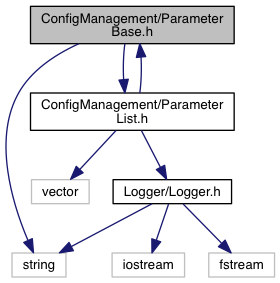 ConfigManagement/Parameter
Base.h
ConfigManagement/Parameter
List.h
vector
Logger/Logger.h
string
iostream
fstream